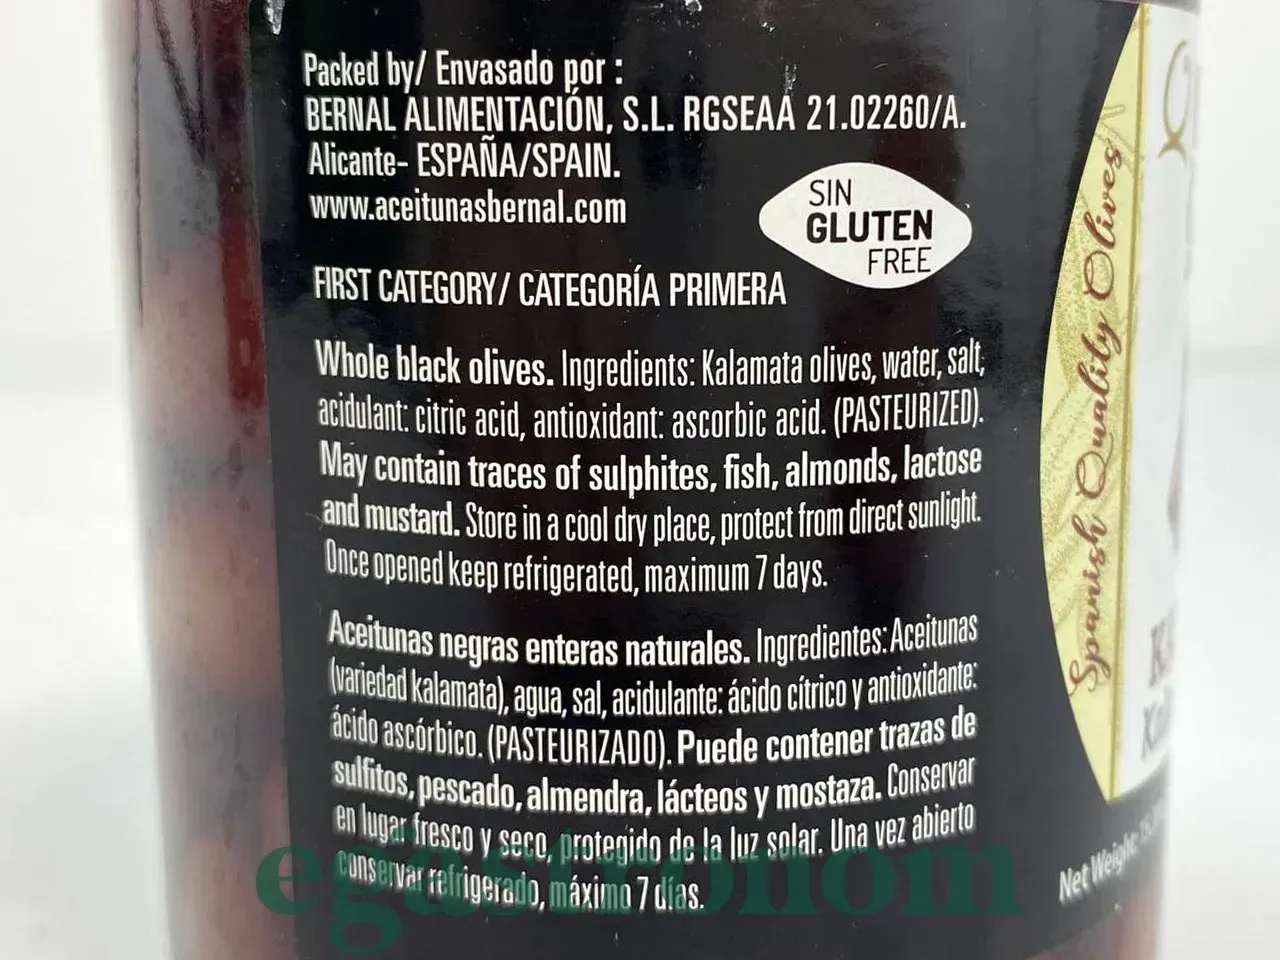 Packed by/ Envasado por :
BERNAL ALIMENTACIÓN, S.L. RGSEAA 21.02260/A.
Alicante- ESPAÑA/SPAIN.
www.aceitunasbernal.com
SIN
GLUTEN
FREE
FIRST CATEGORY/ CATEGORÍA PRIMERA
Whole black olives. Ingredients: Kalamata olives, water, salt,
acidulant: citric acid, antioxidant: ascorbic acid. (PASTEURIZED).
May contain traces of sulphites, fish, almonds, lactose
and mustard. Store in a cool dry place, protect from direct sunlight.
Once opened keep refrigerated, maximum 7 days.
Aceitunas negras enteras naturales. Ingredientes: Aceitunas
(variedad kalamata), agua, sal, acidulante: ácido cítrico y antioxidante:
ácido ascórbico. (PASTEURIZADO). Puede contener trazas de
sulfitos, pescado, almendra, lácteos y mostaza. Conservar
en lugar fresco y seco, protegido de la luz solar. Una vez abierto
conservar refrigerado, máximo 7 días.
Spanish Quality Olives
Net Weight:
egastronom